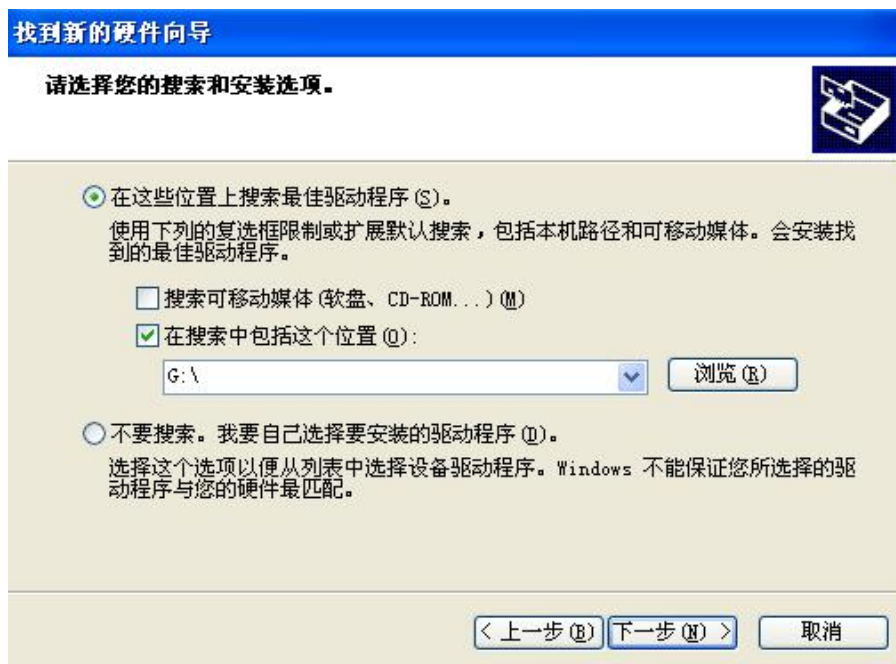 找到新的硬件向导
请选择您的搜索和安装选项。
在这些位置上搜索最佳驱动程序(S)。
使用下列的复选框限制或扩展默认搜索，包括本机路径和可移动媒体。会安装找
到的最佳驱动程序。
搜索可移动媒体(软盘、CD-ROM...)(M)
在搜索中包括这个位置(O):
G:\
浏览(R)
不要搜索。我要自己选择要安装的驱动程序(D)。
选择这个选项以便从列表中选择设备驱动程序。Windows 不能保证您所选择的驱
动程序与您的硬件最匹配。
< 上一步(B) 下一步(N) > 取消